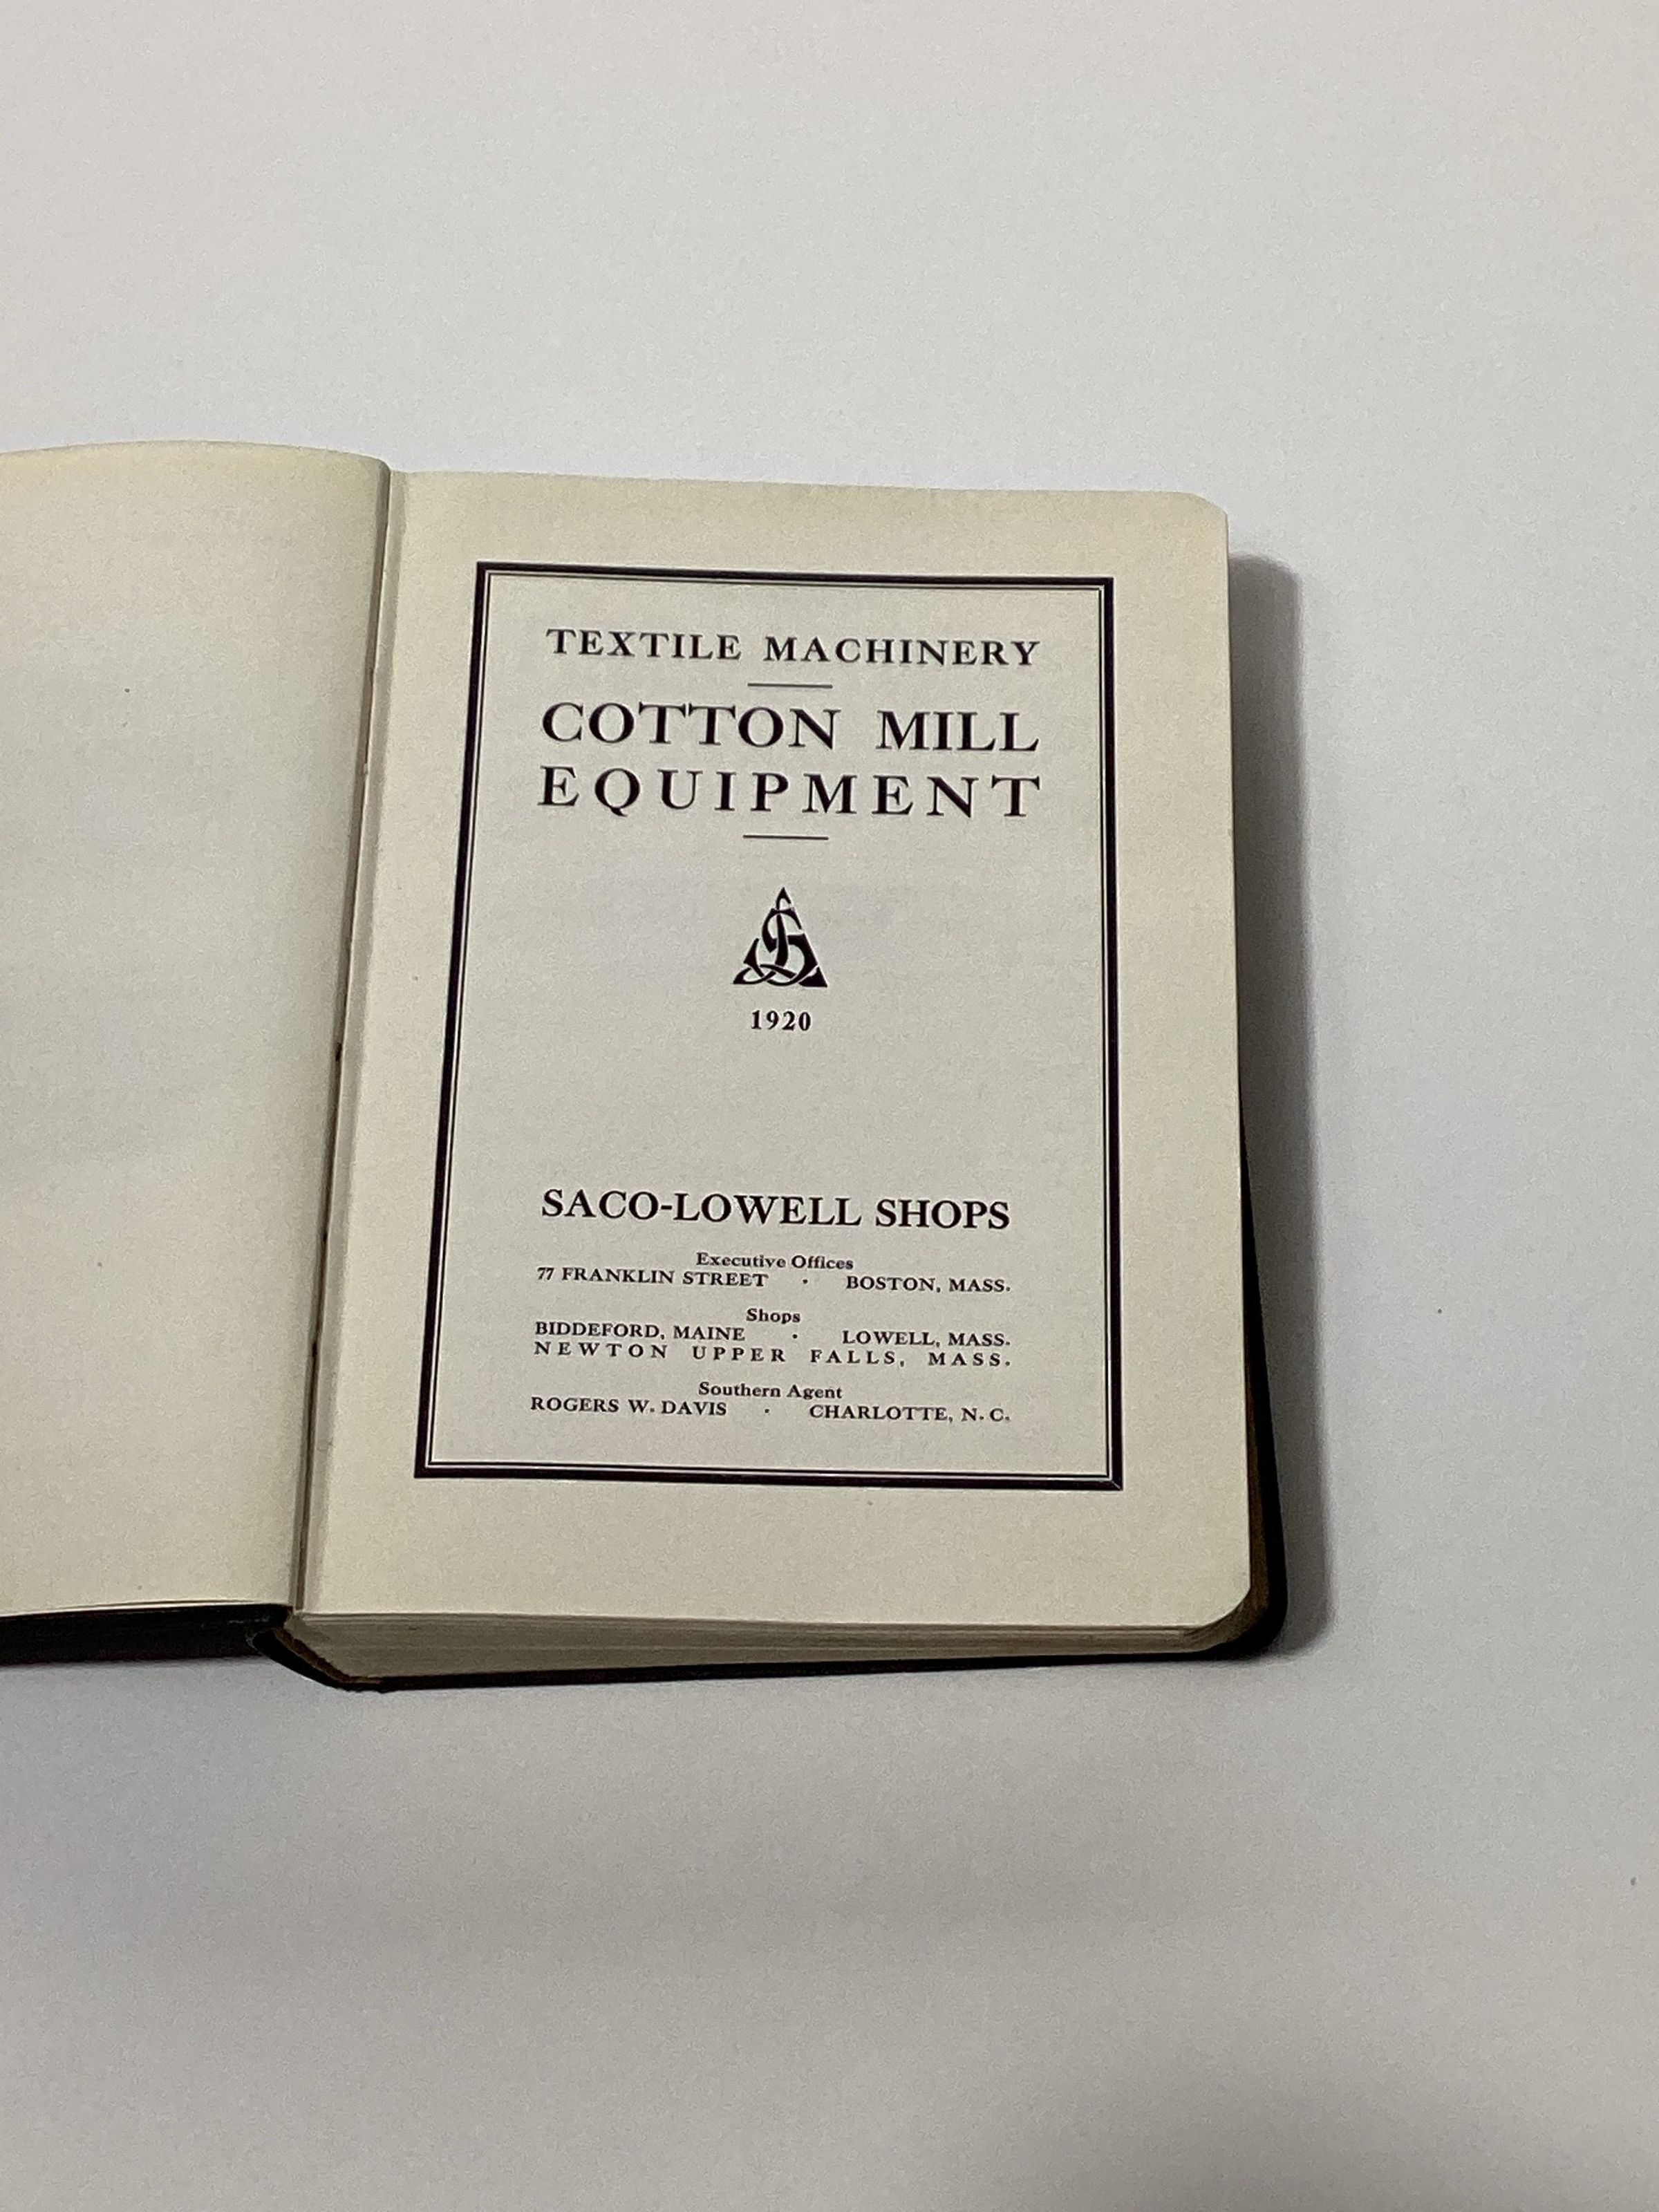 TEXTILE MACHINERY
COTTON MILL
EQUIPMENT
1920
SACO-LOWELL SHOPS
Executive Offices
77 FRANKLIN STREET · BOSTON, MASS.
Shops
BIDDEFORD, MAINE · LOWELL, MASS.
NEWTON UPPER FALLS, MASS.
Southern Agent
ROGERS W. DAVIS · CHARLOTTE, N. C.